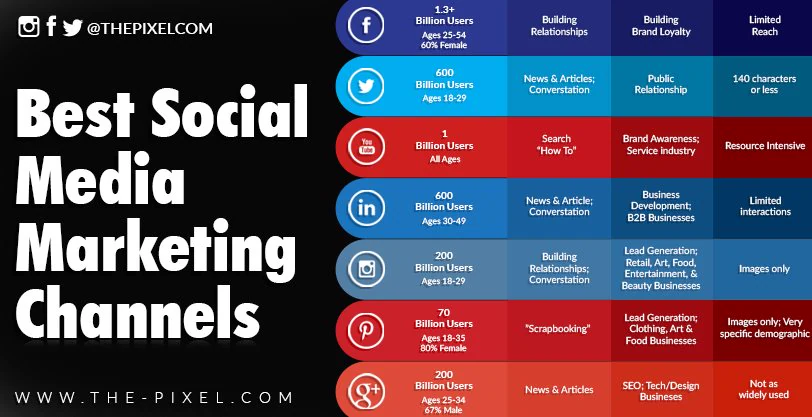 @THEPIXELCOM
Best Social
Media
Marketing
Channels
WWW.THE-PIXEL.COM
f
1.3+
Billion Users
Ages 25-54
60% Female
Building
Relationships
Building
Brand Loyalty
Limited
Reach
600
Billion Users
Ages 18-29
News & Articles;
Converstation
Public
Relationship
140 characters
or less
You
Tube
1
Billion Users
All Ages
Search
"How To"
Brand Awareness;
Service industry
Resource Intensive
in
600
Billion Users
Ages 30-49
News & Article;
Converstation
Business
Development;
B2B Businesses
Limited
interactions
200
Billion Users
Ages 18-29
Building
Relationships;
Converstation
Lead Generation;
Retail, Art, Food,
Entertainment, &
Beauty Businesses
Images only
70
Billion Users
Ages 18-35
80% Female
"Scrapbooking"
Lead Generation;
Clothing, Art &
Food Businesses
Images only; Very
specific demographic
g+
200
Billion Users
Ages 25-34
67% Male
News & Articles
SEO; Tech/Design
Busineses
Not as
widely used